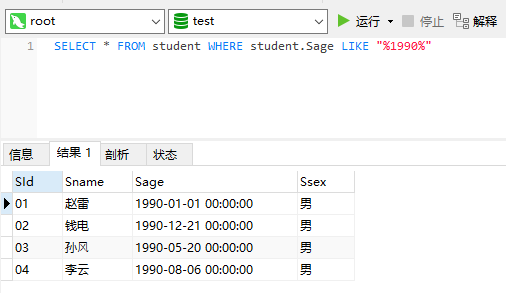 root test 运行 停止 解释
1 SELECT * FROM student WHERE student.Sage LIKE "%1990%"
信息 结果 1 剖析 状态
SId Sname Sage Ssex
01 赵雷 1990-01-01 00:00:00 男
02 钱电 1990-12-21 00:00:00 男
03 孙风 1990-05-20 00:00:00 男
04 李云 1990-08-06 00:00:00 男